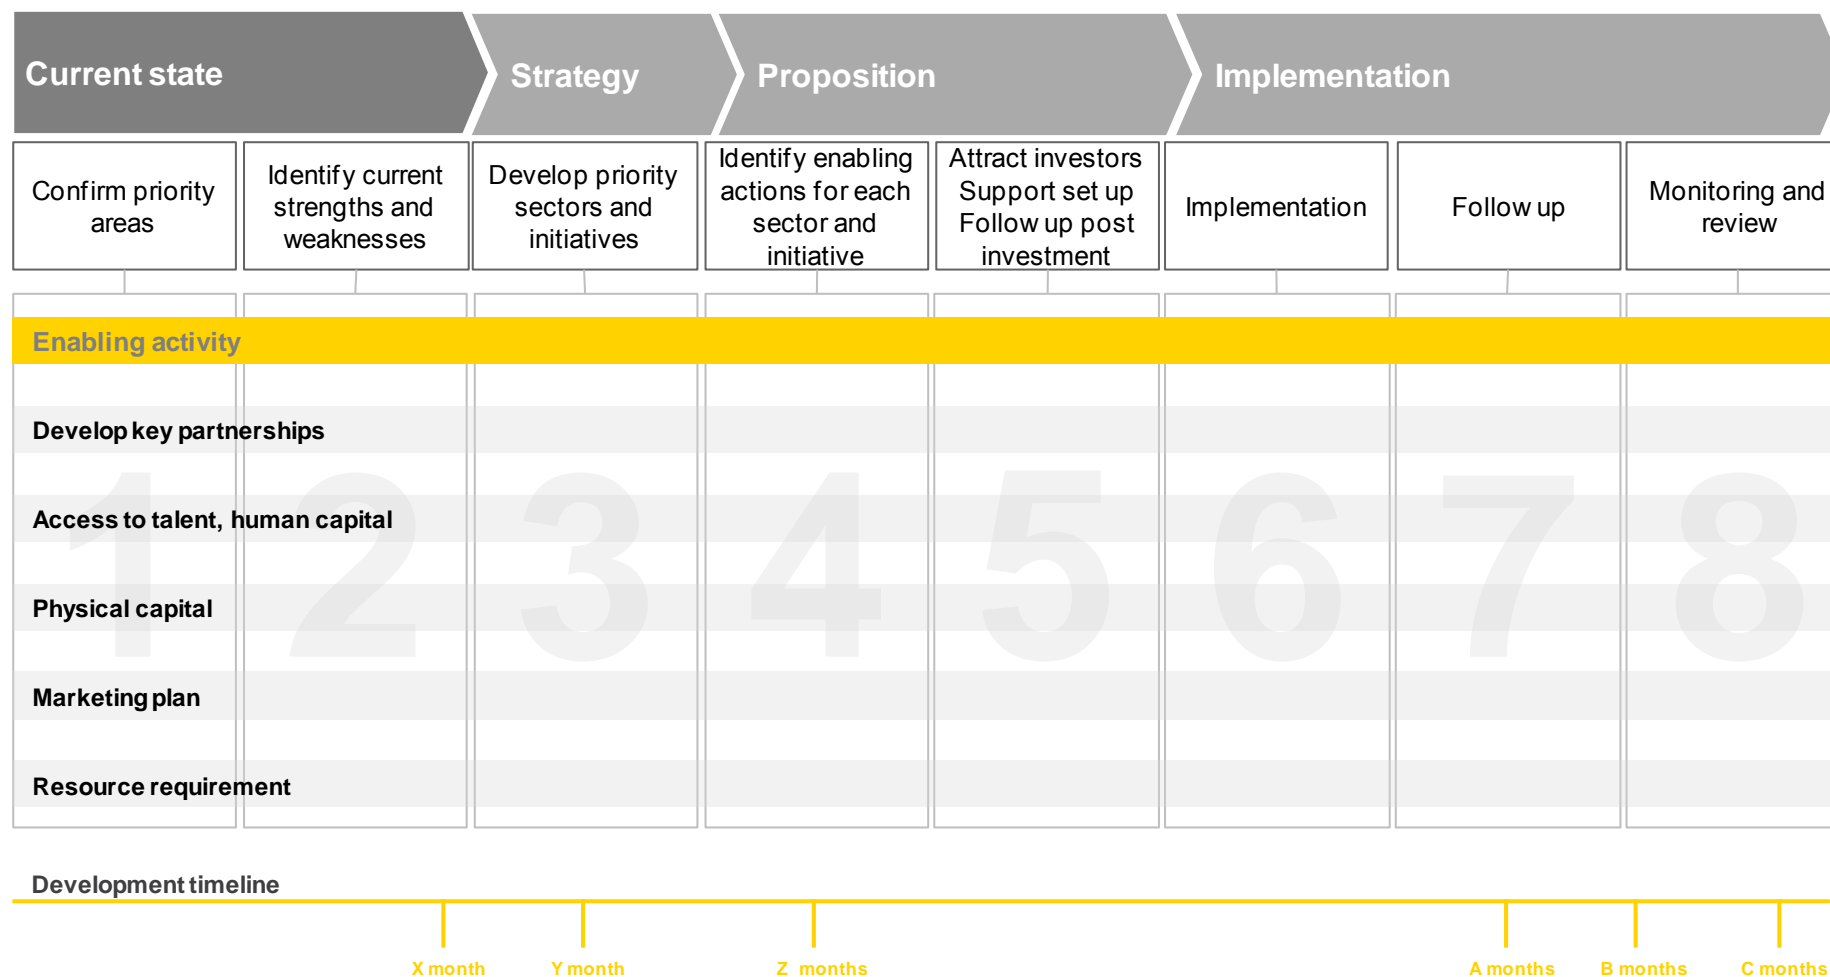 Current state
Strategy
Proposition
Implementation
Confirm priority
areas
Identify current
strengths and
weaknesses
Develop priority
sectors and
initiatives
Identify enabling
actions for each
sector and
initiative
Attract investors
Support set up
Follow up post
investment
Implementation
Follow up
Monitoring and
review
Enabling activity
Develop key partnerships
Access to talent, human capital
Physical capital
Marketing plan
Resource requirement
1 2 3 4 5 6 7 8
Development timeline
X month
Y month
Z months
A months
B months
C months